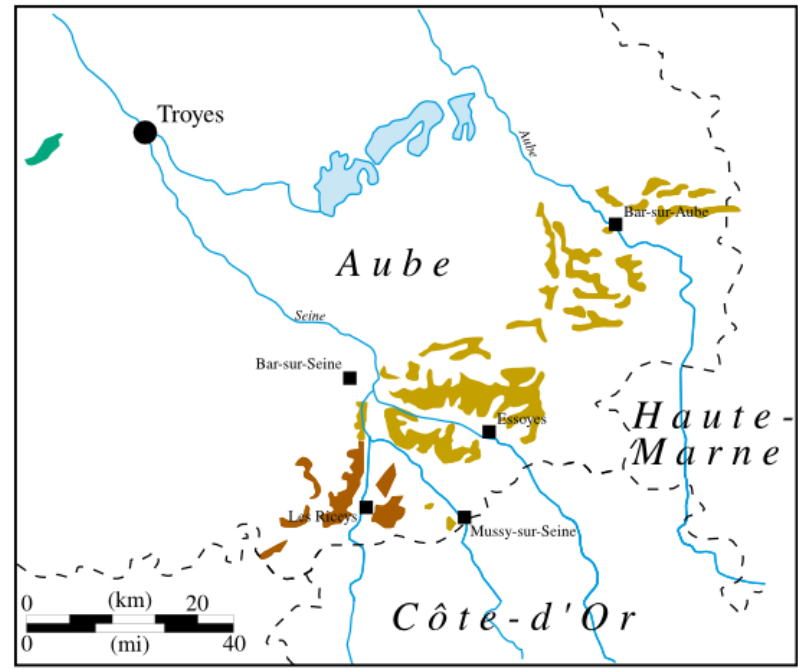 Troyes
Aube
Bar-sur-Aube
Aube
Seine
Bar-sur-Seine
Haute-
Marne
Essoyes
Les Riceys
Mussy-sur-Seine
0 (km) 20
0 (mi) 40
Côte-d'Or